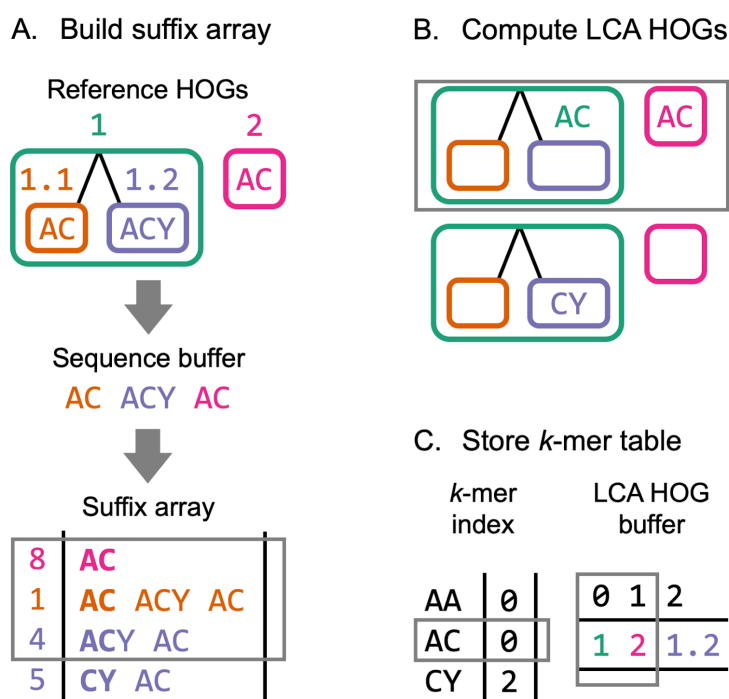 A. Build suffix array
Reference HOGs
1 2
1.1 1.2 AC
AC ACY
Sequence buffer
AC ACY AC
Suffix array
8 AC
1 AC ACY AC
4 ACY AC
5 CY AC
B. Compute LCA HOGs
AC AC
CY
C. Store k-mer table
k-mer
index
AA 0
AC 0
CY 2
LCA HOG
buffer
0 1 2
1 2 1.2